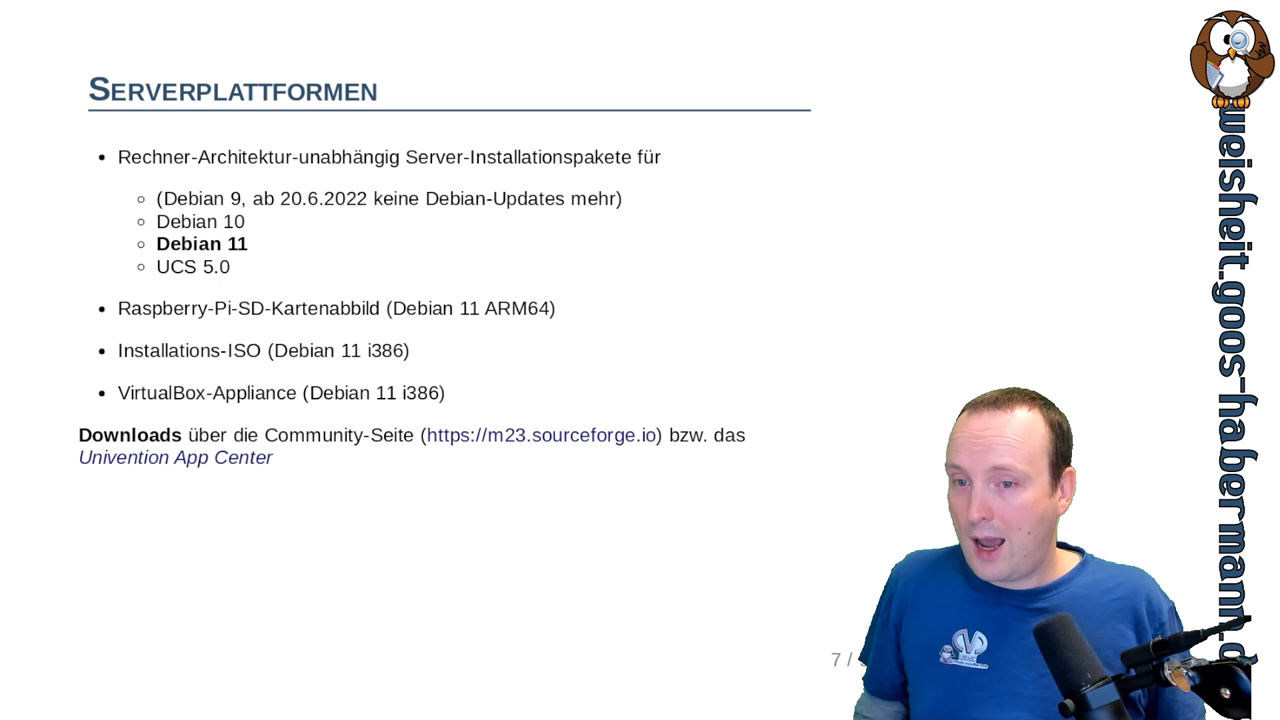 SERVERPLATTFORMEN
• Rechner-Architektur-unabhängig Server-Installationspakete für
◦ (Debian 9, ab 20.6.2022 keine Debian-Updates mehr)
◦ Debian 10
◦ Debian 11
◦ UCS 5.0
• Raspberry-Pi-SD-Kartenabbild (Debian 11 ARM64)
• Installations-ISO (Debian 11 i386)
• VirtualBox-Appliance (Debian 11 i386)
Downloads über die Community-Seite (https://m23.sourceforge.io) bzw. das
Univention App Center
7 /
weisheit.goos-habermann.d